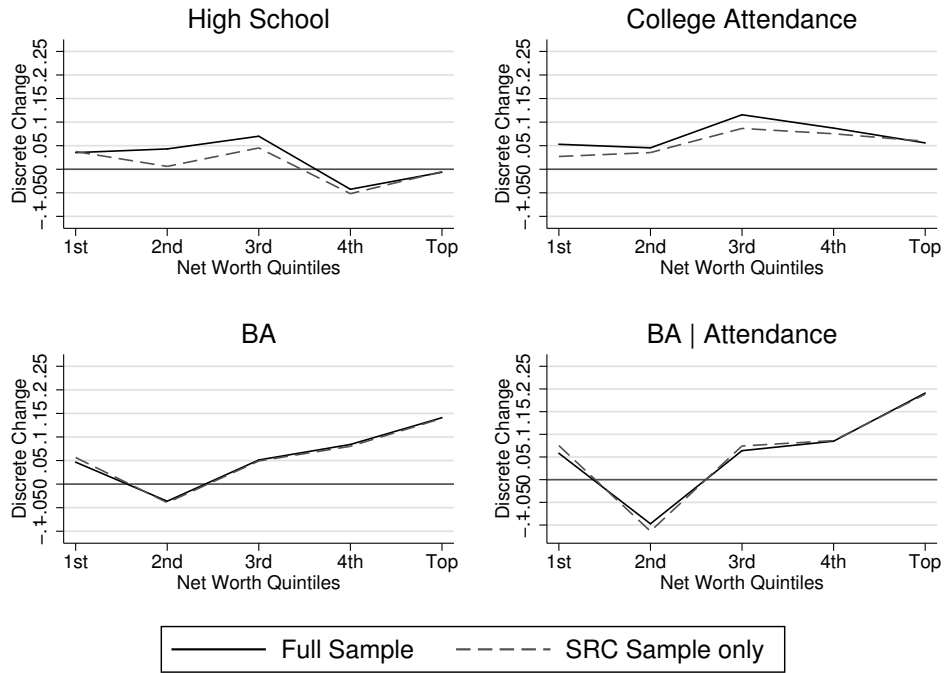 High School
Discrete Change
−.1−.050 .05 .1 .15.2 .25
1st 2nd 3rd 4th Top
Net Worth Quintiles
College Attendance
Discrete Change
−.1−.050 .05 .1 .15.2 .25
1st 2nd 3rd 4th Top
Net Worth Quintiles
BA
Discrete Change
−.1−.050 .05 .1 .15.2 .25
1st 2nd 3rd 4th Top
Net Worth Quintiles
BA | Attendance
Discrete Change
−.1−.050 .05 .1 .15.2 .25
1st 2nd 3rd 4th Top
Net Worth Quintiles
Full Sample SRC Sample only